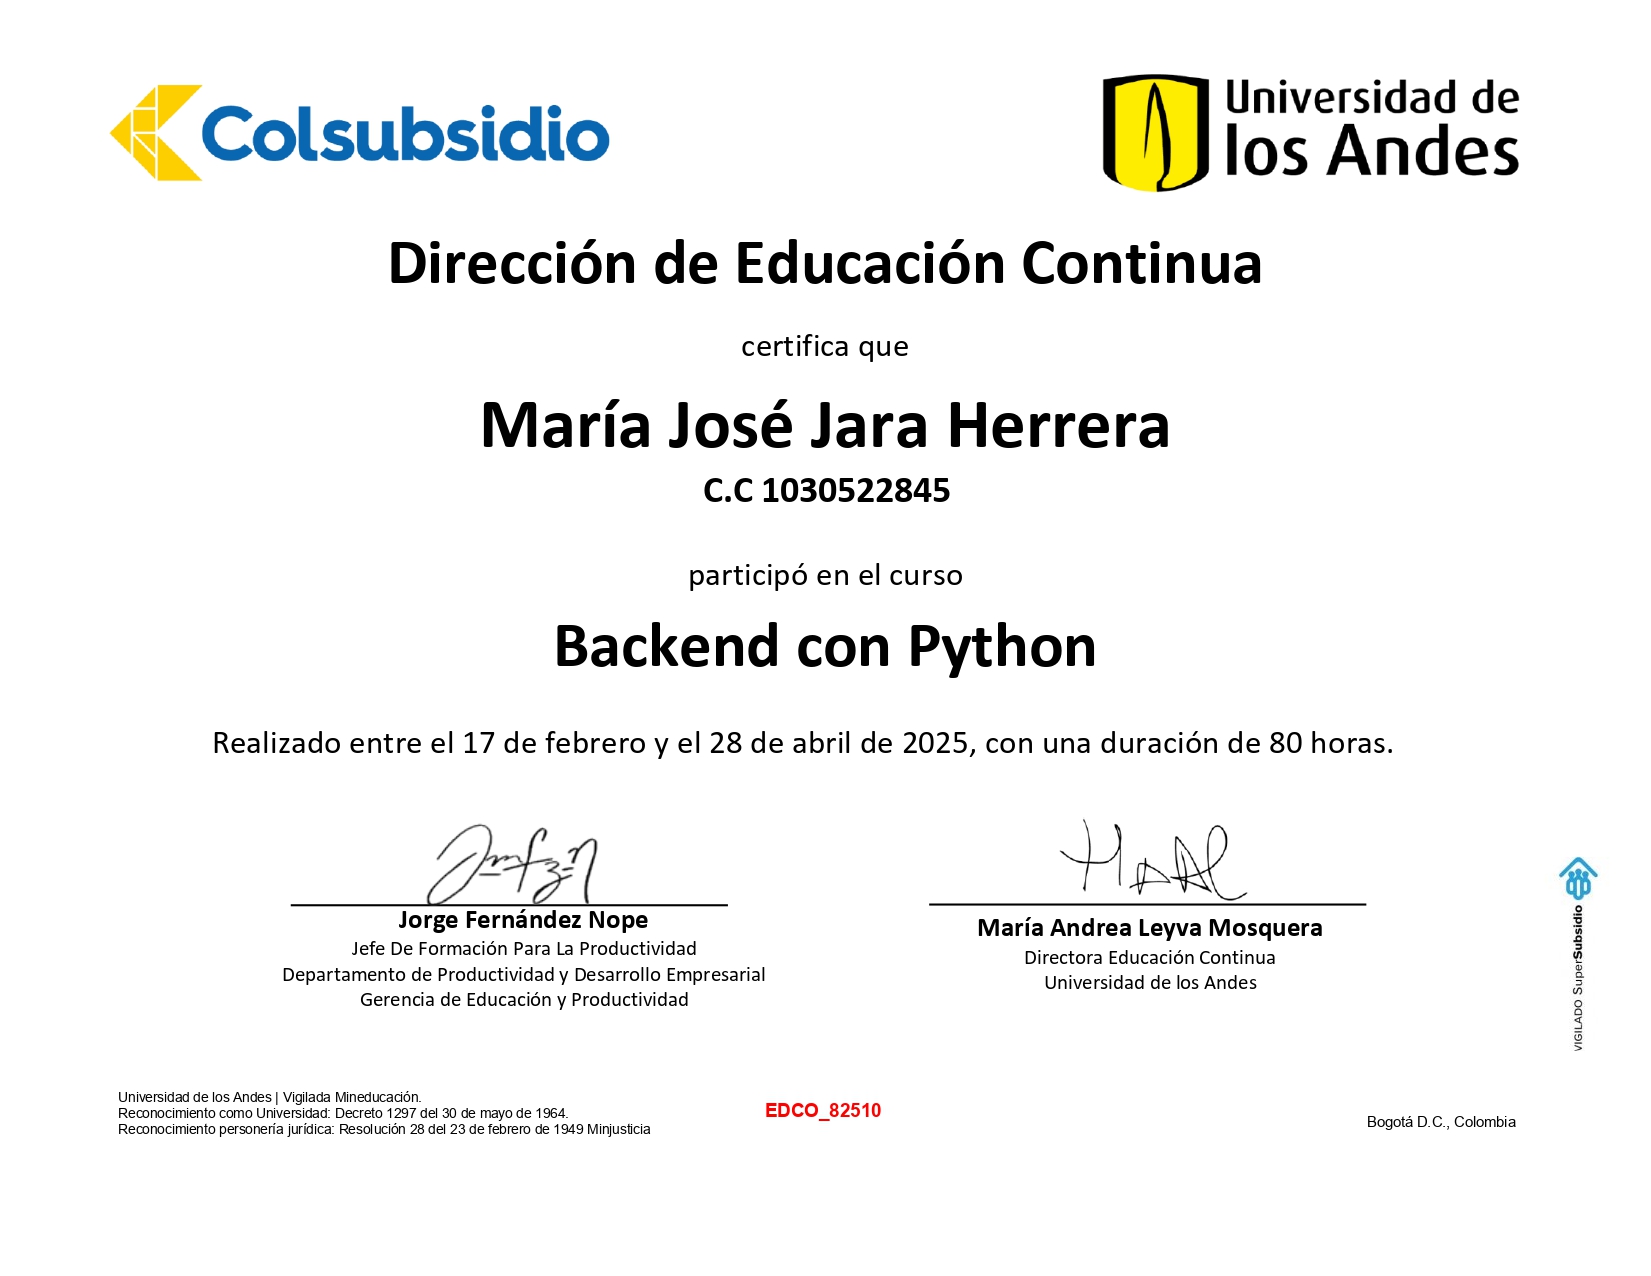 Colsubsidio
Universidad de
los Andes
Dirección de Educación Continua
certifica que
María José Jara Herrera
C.C 1030522845
participó en el curso
Backend con Python
Realizado entre el 17 de febrero y el 28 de abril de 2025, con una duración de 80 horas.
Jorge Fernández Nope
Jefe De Formación Para La Productividad
Departamento de Productividad y Desarrollo Empresarial
Gerencia de Educación y Productividad
María Andrea Leyva Mosquera
Directora Educación Continua
Universidad de los Andes
VIGILADO SuperSubsidio
Universidad de los Andes | Vigilada Mineducación.
Reconocimiento como Universidad: Decreto 1297 del 30 de mayo de 1964.
Reconocimiento personería jurídica: Resolución 28 del 23 de febrero de 1949 Minjusticia
EDCO_82510
Bogotá D.C., Colombia